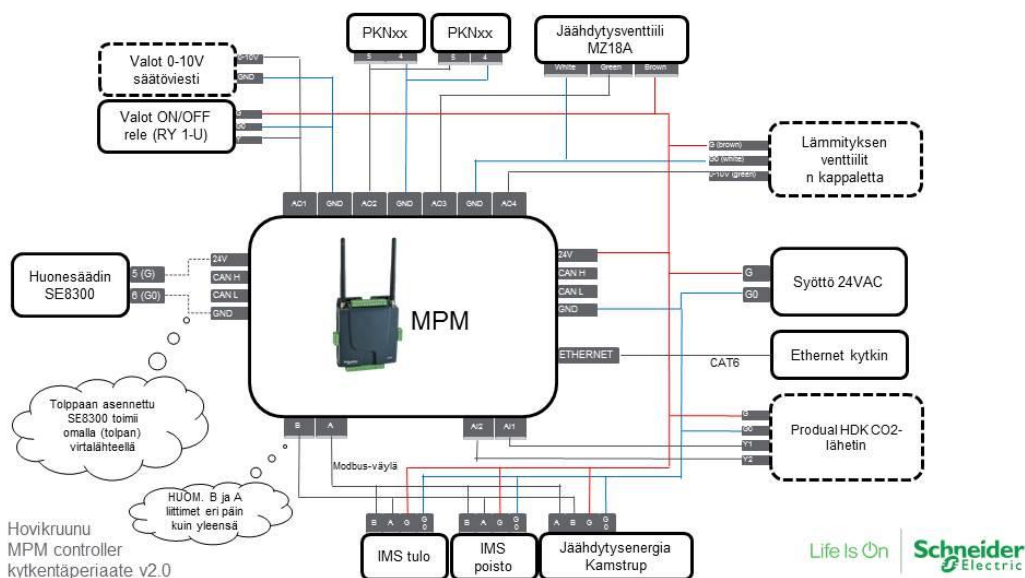 PKNxx
PKNxx
Jäähdytysventtiili
MZ18A
5
4
5
4
White
Green
Brown
Valot 0-10V
säätöviesti
0-10V
GND
Valot ON/OFF
rele (RY 1-U)
G
G0
Y
G (brown)
G0 (white)
0-10V (green)
Lämmityksen
venttiilit
n kappaletta
AO1
GND
AO2
GND
AO3
GND
AO4
Huonesäädin
SE8300
5 (G)
6 (G0)
24V
CAN H
CAN L
GND
MPM
24V
CAN H
CAN L
GND
ETHERNET
G
G0
Syöttö 24VAC
CAT6
Ethernet kytkin
Tolppaan asennettu
SE8300 toimii
omalla (tolpan)
virtalähteellä
B
A
AI2
AI1
G
G0
Y1
Y2
Produal HDK CO2-
lähetin
Modbus-väylä
HUOM. B ja A
liittimet eri päin
kuin yleensä
B
A
G
G0
B
A
G
G0
A
B
G
G0
IMS tulo
IMS
poisto
Jäähdytysenergia
Kamstrup
Hovikruunu
MPM controller
kytkentäperiaate v2.0
Life Is On
Schneider
Electric